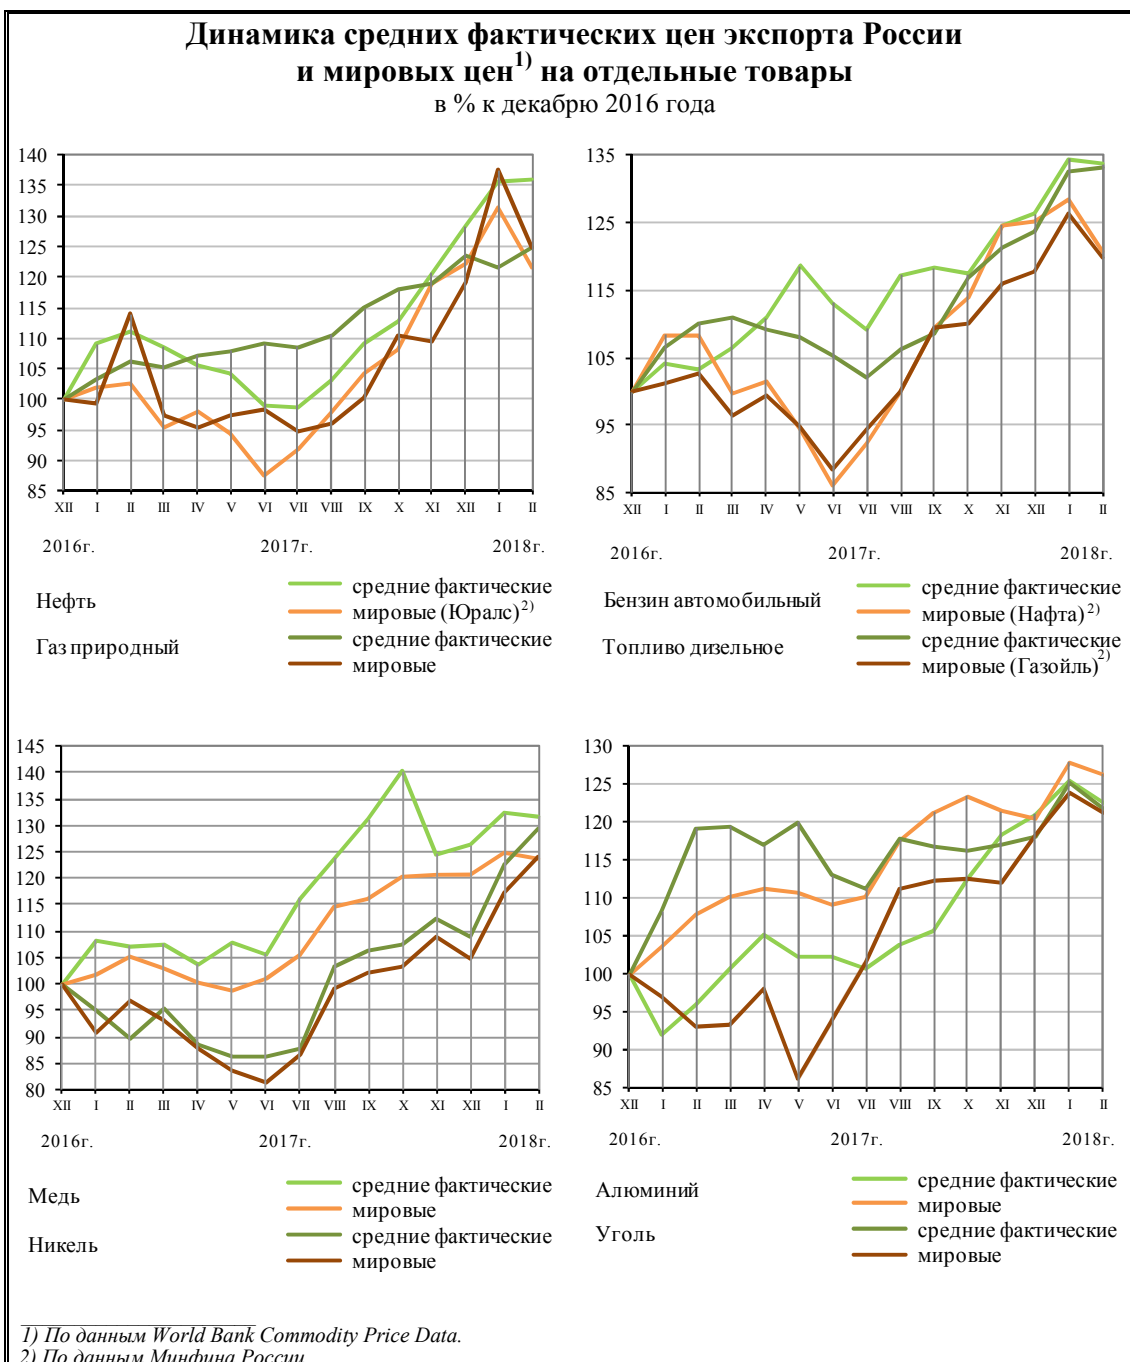 Динамика средних фактических цен экспорта России
и мировых цен1) на отдельные товары
в % к декабрю 2016 года
140
135
130
125
120
115
110
105
100
95
90
85
XII I II III IV V VI VII VIII IX X XI XII I II
2016г. 2017г. 2018г.
Нефть
средние фактические
мировые (Юралс)2)
Газ природный
средние фактические
мировые
135
125
115
105
95
85
XII I II III IV V VI VII VIII IX X XI XII I II
2016г. 2017г. 2018г.
Бензин автомобильный
средние фактические
мировые (Нафта)2)
Топливо дизельное
средние фактические
мировые (Газойль)2)
145
140
135
130
125
120
115
110
105
100
95
90
85
80
XII I II III IV V VI VII VIII IX X XI XII I II
2016г. 2017г. 2018г.
Медь
средние фактические
мировые
Никель
средние фактические
мировые
130
125
120
115
110
105
100
95
90
85
XII I II III IV V VI VII VIII IX X XI XII I II
2016г. 2017г. 2018г.
Алюминий
средние фактические
мировые
Уголь
средние фактические
мировые
1) По данным World Bank Commodity Price Data.
2) По данным Минфина России